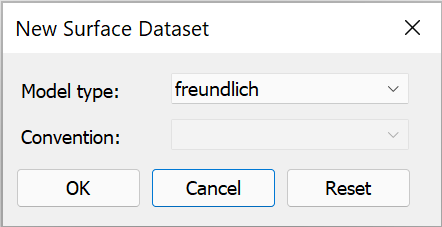 New Surface Dataset
Model type: freundlich
Convention:
OK Cancel Reset